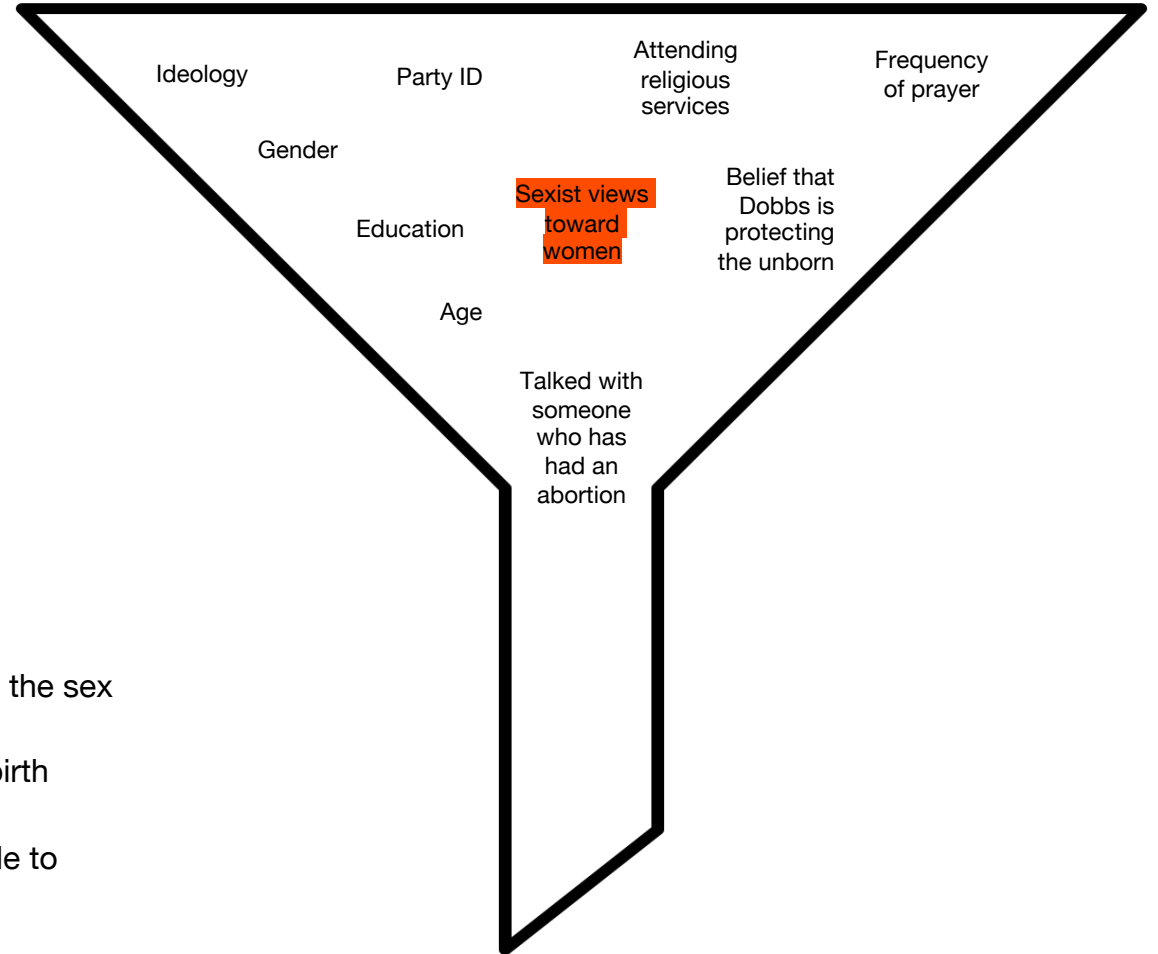 Ideology
Party ID
Attending
religious
services
Frequency
of prayer
Gender
Sexist views
toward
women
Belief that
Dobbs is
protecting
the unborn
Education
Age
Talked with
someone
who has
had an
abortion
the sex
birth
to